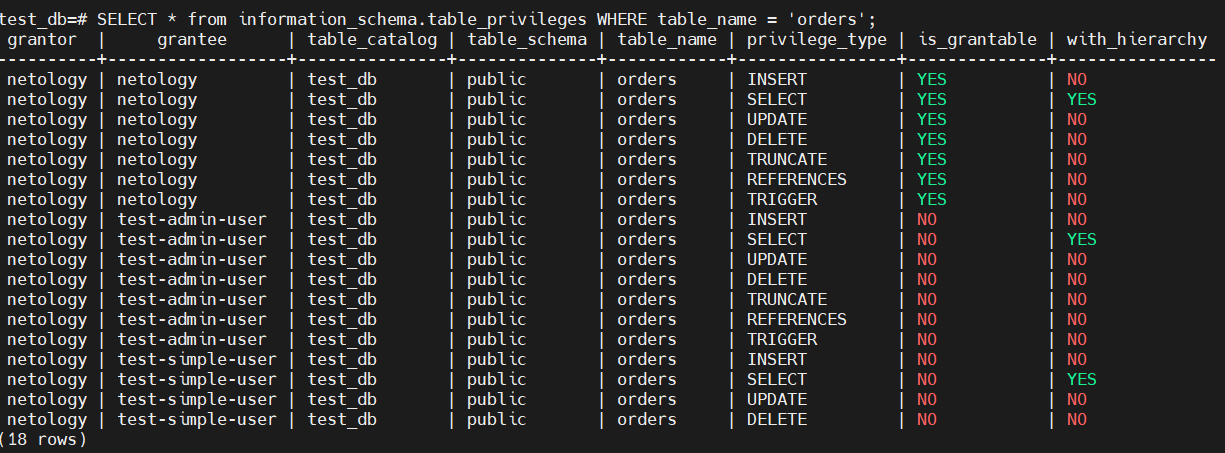 test_db=# SELECT * from information_schema.table_privileges WHERE table_name = 'orders';
 grantor  |     grantee      | table_catalog | table_schema | table_name | privilege_type | is_grantable | with_hierarchy
----------+------------------+---------------+--------------+------------+----------------+--------------+----------------
 netology | netology         | test_db       | public       | orders     | INSERT         | YES          | NO
 netology | netology         | test_db       | public       | orders     | SELECT         | YES          | YES
 netology | netology         | test_db       | public       | orders     | UPDATE         | YES          | NO
 netology | netology         | test_db       | public       | orders     | DELETE         | YES          | NO
 netology | netology         | test_db       | public       | orders     | TRUNCATE       | YES          | NO
 netology | netology         | test_db       | public       | orders     | REFERENCES     | YES          | NO
 netology | netology         | test_db       | public       | orders     | TRIGGER        | YES          | NO
 netology | test-admin-user  | test_db       | public       | orders     | INSERT         | NO           | NO
 netology | test-admin-user  | test_db       | public       | orders     | SELECT         | NO           | YES
 netology | test-admin-user  | test_db       | public       | orders     | UPDATE         | NO           | NO
 netology | test-admin-user  | test_db       | public       | orders     | DELETE         | NO           | NO
 netology | test-admin-user  | test_db       | public       | orders     | TRUNCATE       | NO           | NO
 netology | test-admin-user  | test_db       | public       | orders     | REFERENCES     | NO           | NO
 netology | test-admin-user  | test_db       | public       | orders     | TRIGGER        | NO           | NO
 netology | test-simple-user | test_db       | public       | orders     | INSERT         | NO           | NO
 netology | test-simple-user | test_db       | public       | orders     | SELECT         | NO           | YES
 netology | test-simple-user | test_db       | public       | orders     | UPDATE         | NO           | NO
 netology | test-simple-user | test_db       | public       | orders     | DELETE         | NO           | NO
(18 rows)